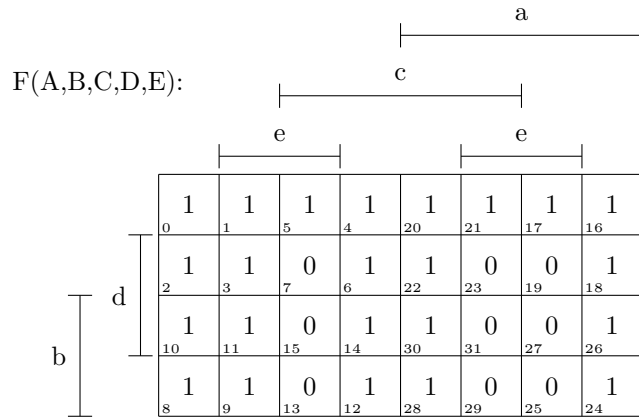 a
F(A,B,C,D,E):
c
e e
1 1 1 1 1 1 1 1
0 1 5 4 20 21 17 16
1 1 0 1 1 0 0 1
2 3 7 6 22 23 19 18
d
1 1 0 1 1 0 0 1
10 11 15 14 30 31 27 26
b
1 1 0 1 1 0 0 1
8 9 13 12 28 29 25 24